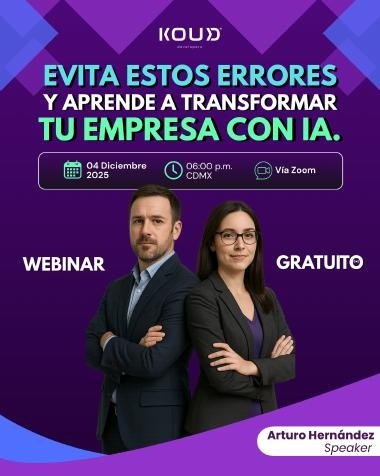 KOUD
developers
EVITA ESTOS ERRORES
Y APRENDE A TRANSFORMAR
TU EMPRESA CON IA.
04 Diciembre
2025
06:00 p.m.
CDMX
Vía Zoom
WEBINAR
GRATUITO
Arturo Hernández
Speaker